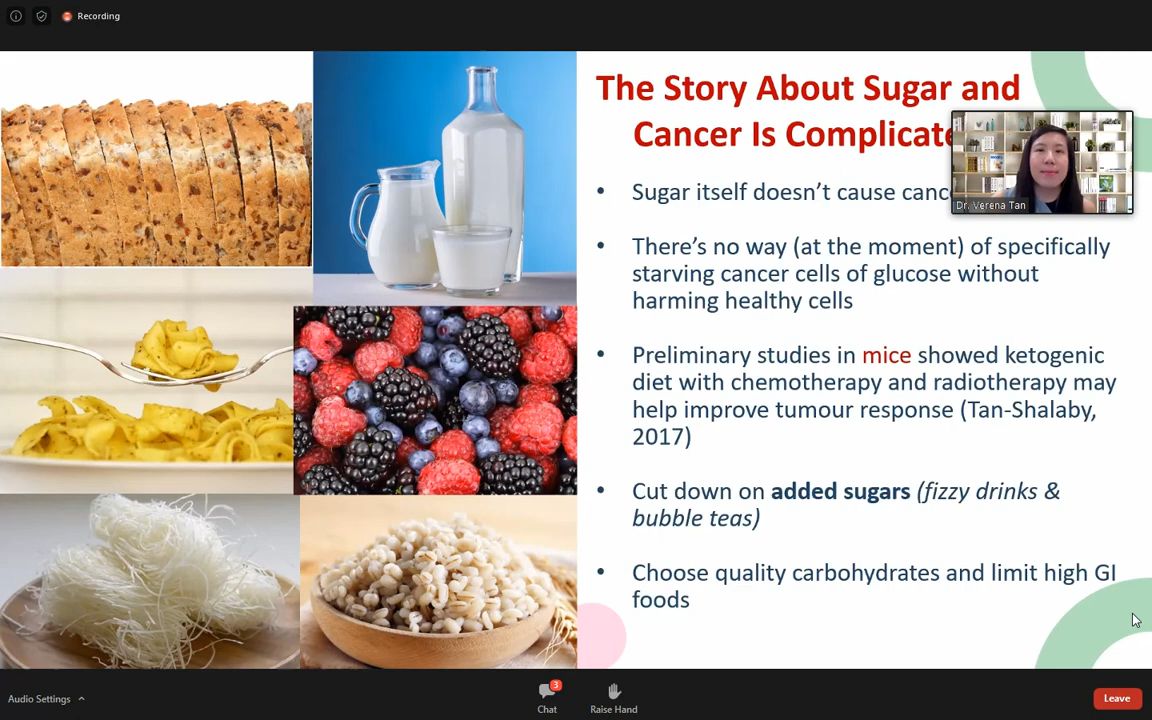 Recording
The Story About Sugar and
Cancer Is Complicate
• Sugar itself doesn’t cause canc
Dr. Verena Tan
• There’s no way (at the moment) of specifically
starving cancer cells of glucose without
harming healthy cells
• Preliminary studies in mice showed ketogenic
diet with chemotherapy and radiotherapy may
help improve tumour response (Tan-Shalaby,
2017)
• Cut down on added sugars (fizzy drinks &
bubble teas)
• Choose quality carbohydrates and limit high GI
foods
Audio Settings
3
Chat
Raise Hand
Leave